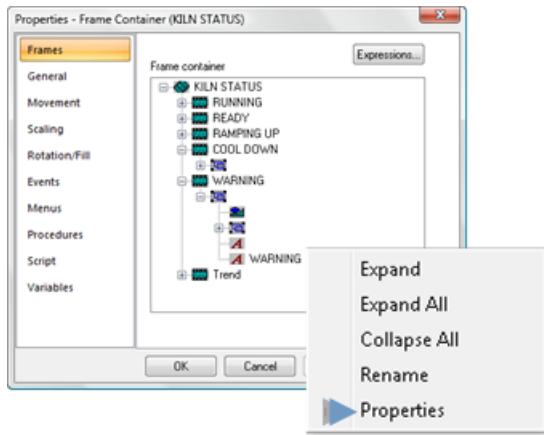 Properties - Frame Container (KILN STATUS)
Frames
General
Movement
Scaling
Rotation/Fill
Events
Menus
Procedures
Script
Variables
Expressions...
Frame container
KILN STATUS
RUNNING
READY
RAMPING UP
COOL DOWN
WARNING
WARNING
Trend
OK
Cancel
Expand
Expand All
Collapse All
Rename
Properties